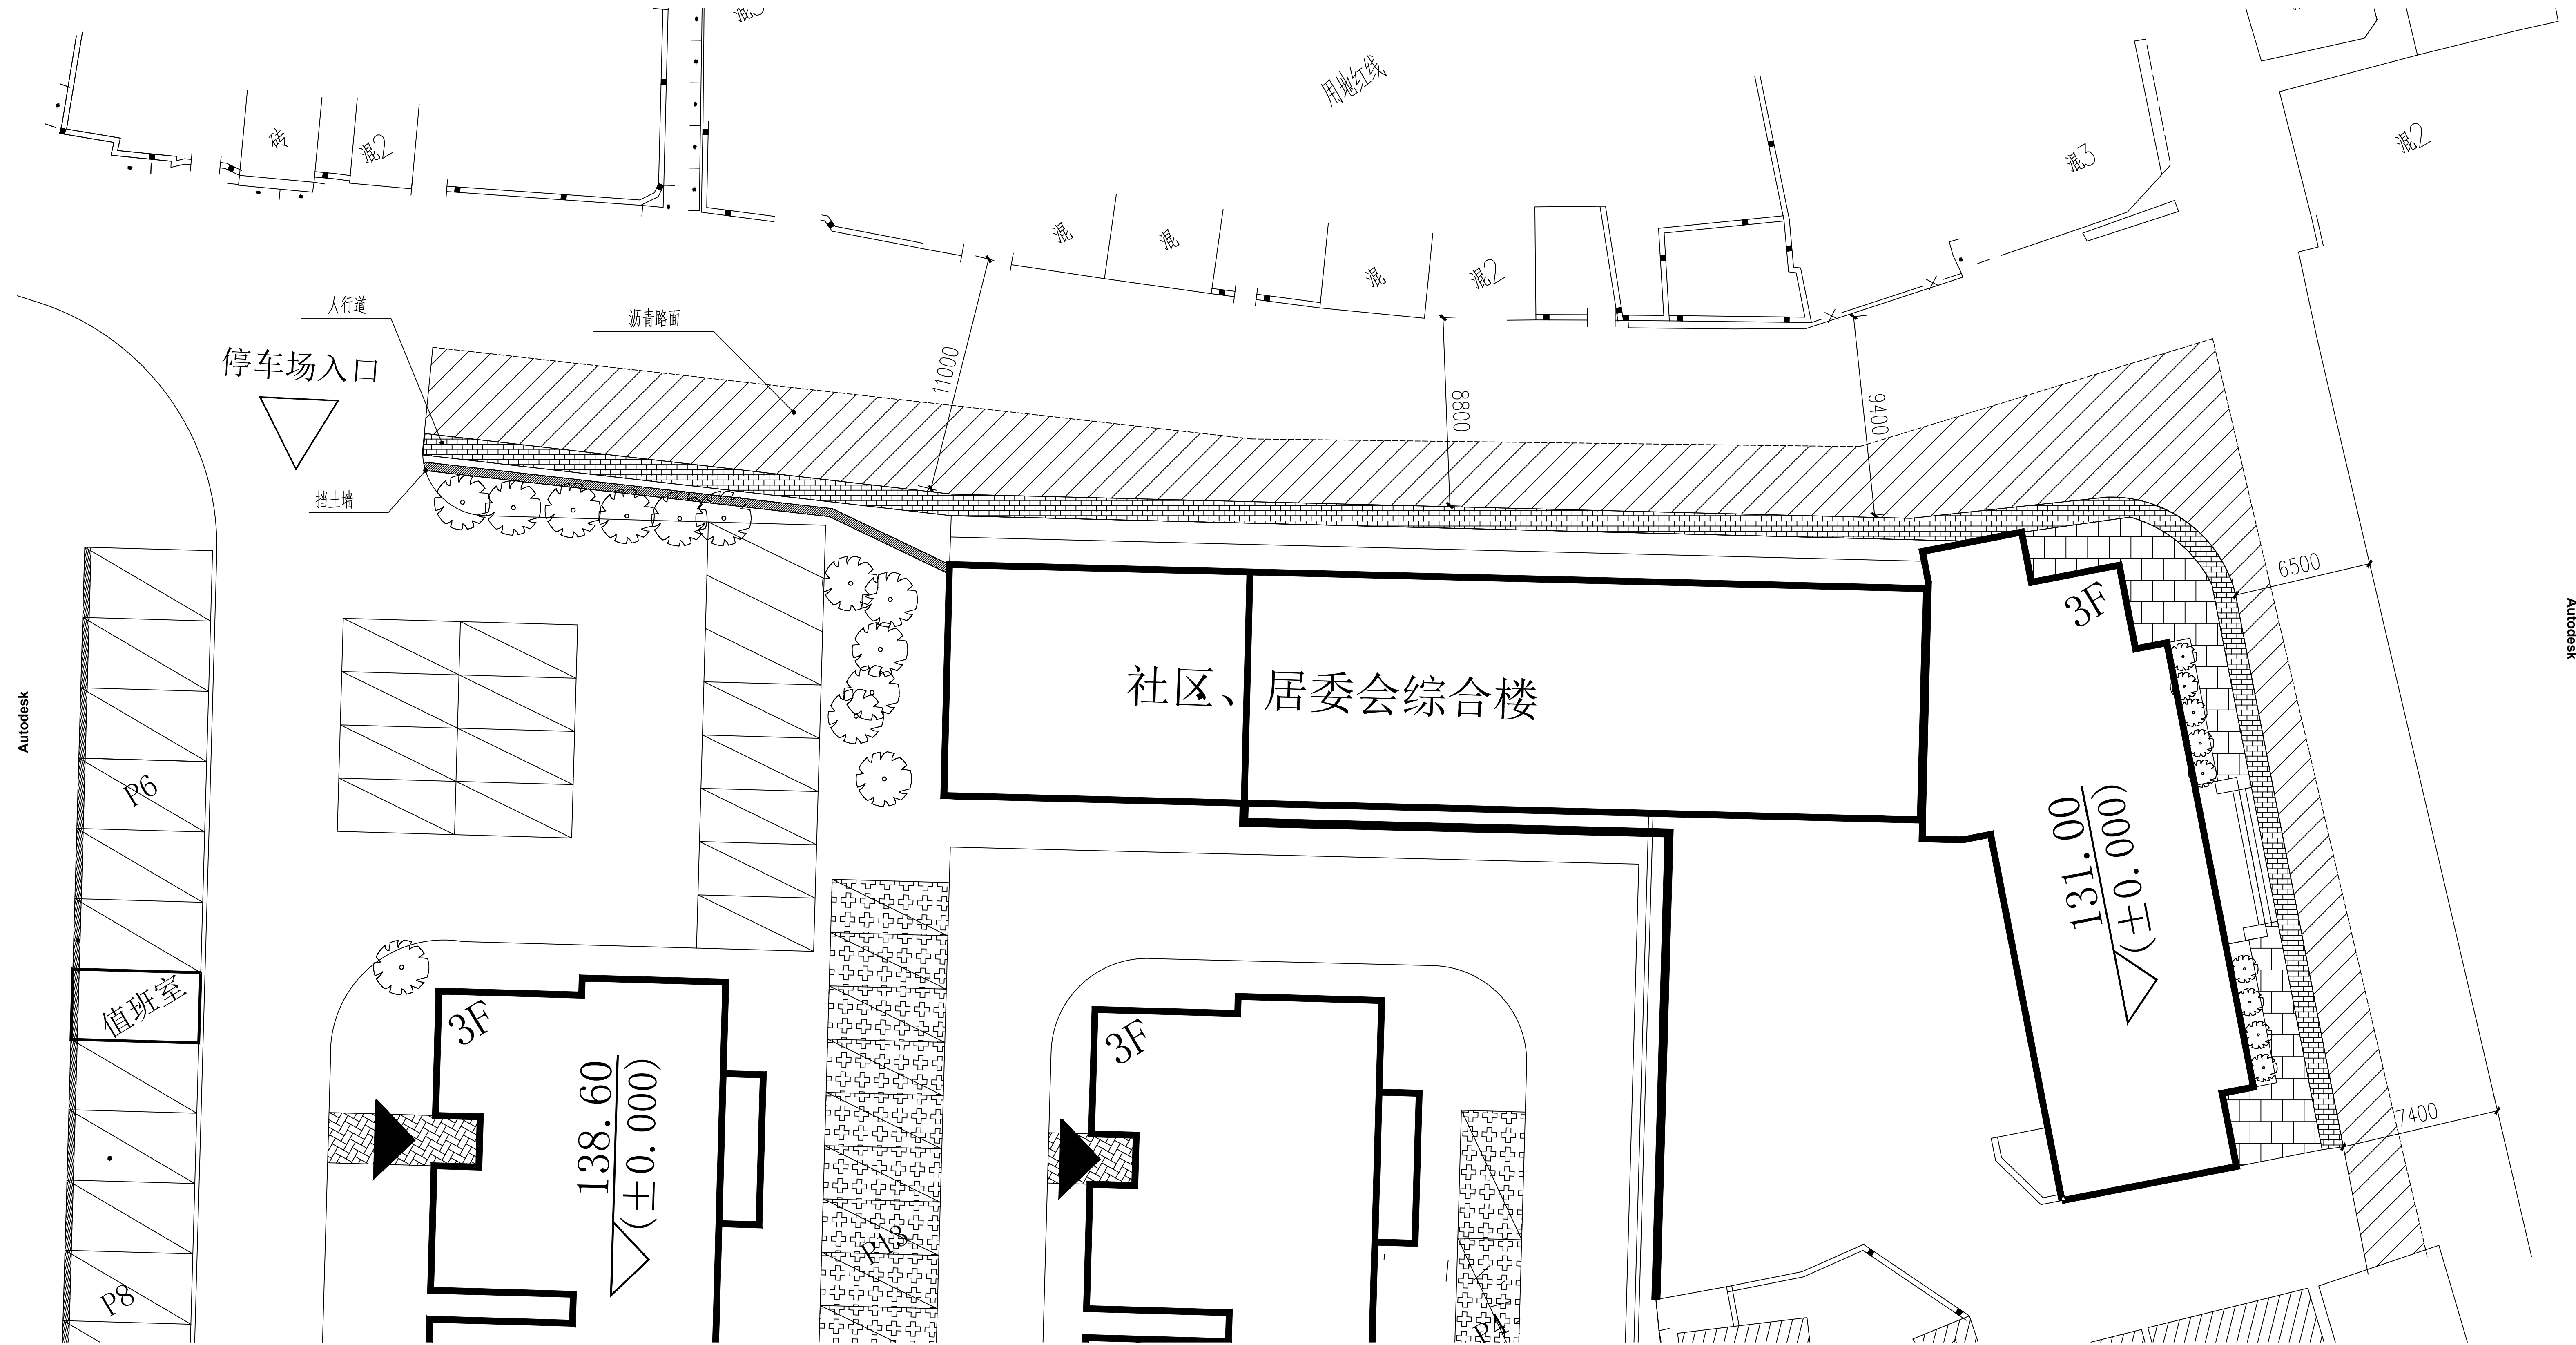 用地红线
砖
混2
混
混
混
混2
混3
混2
人行道
沥青路面
停车场入口
挡土墙
11000
8800
9400
6500
7400
社区、居委会综合楼
3F
131.00
(±0.000)
P6
值班室
P8
3F
138.60
(±0.000)
P13
3F
P4
Autodesk
Autodesk